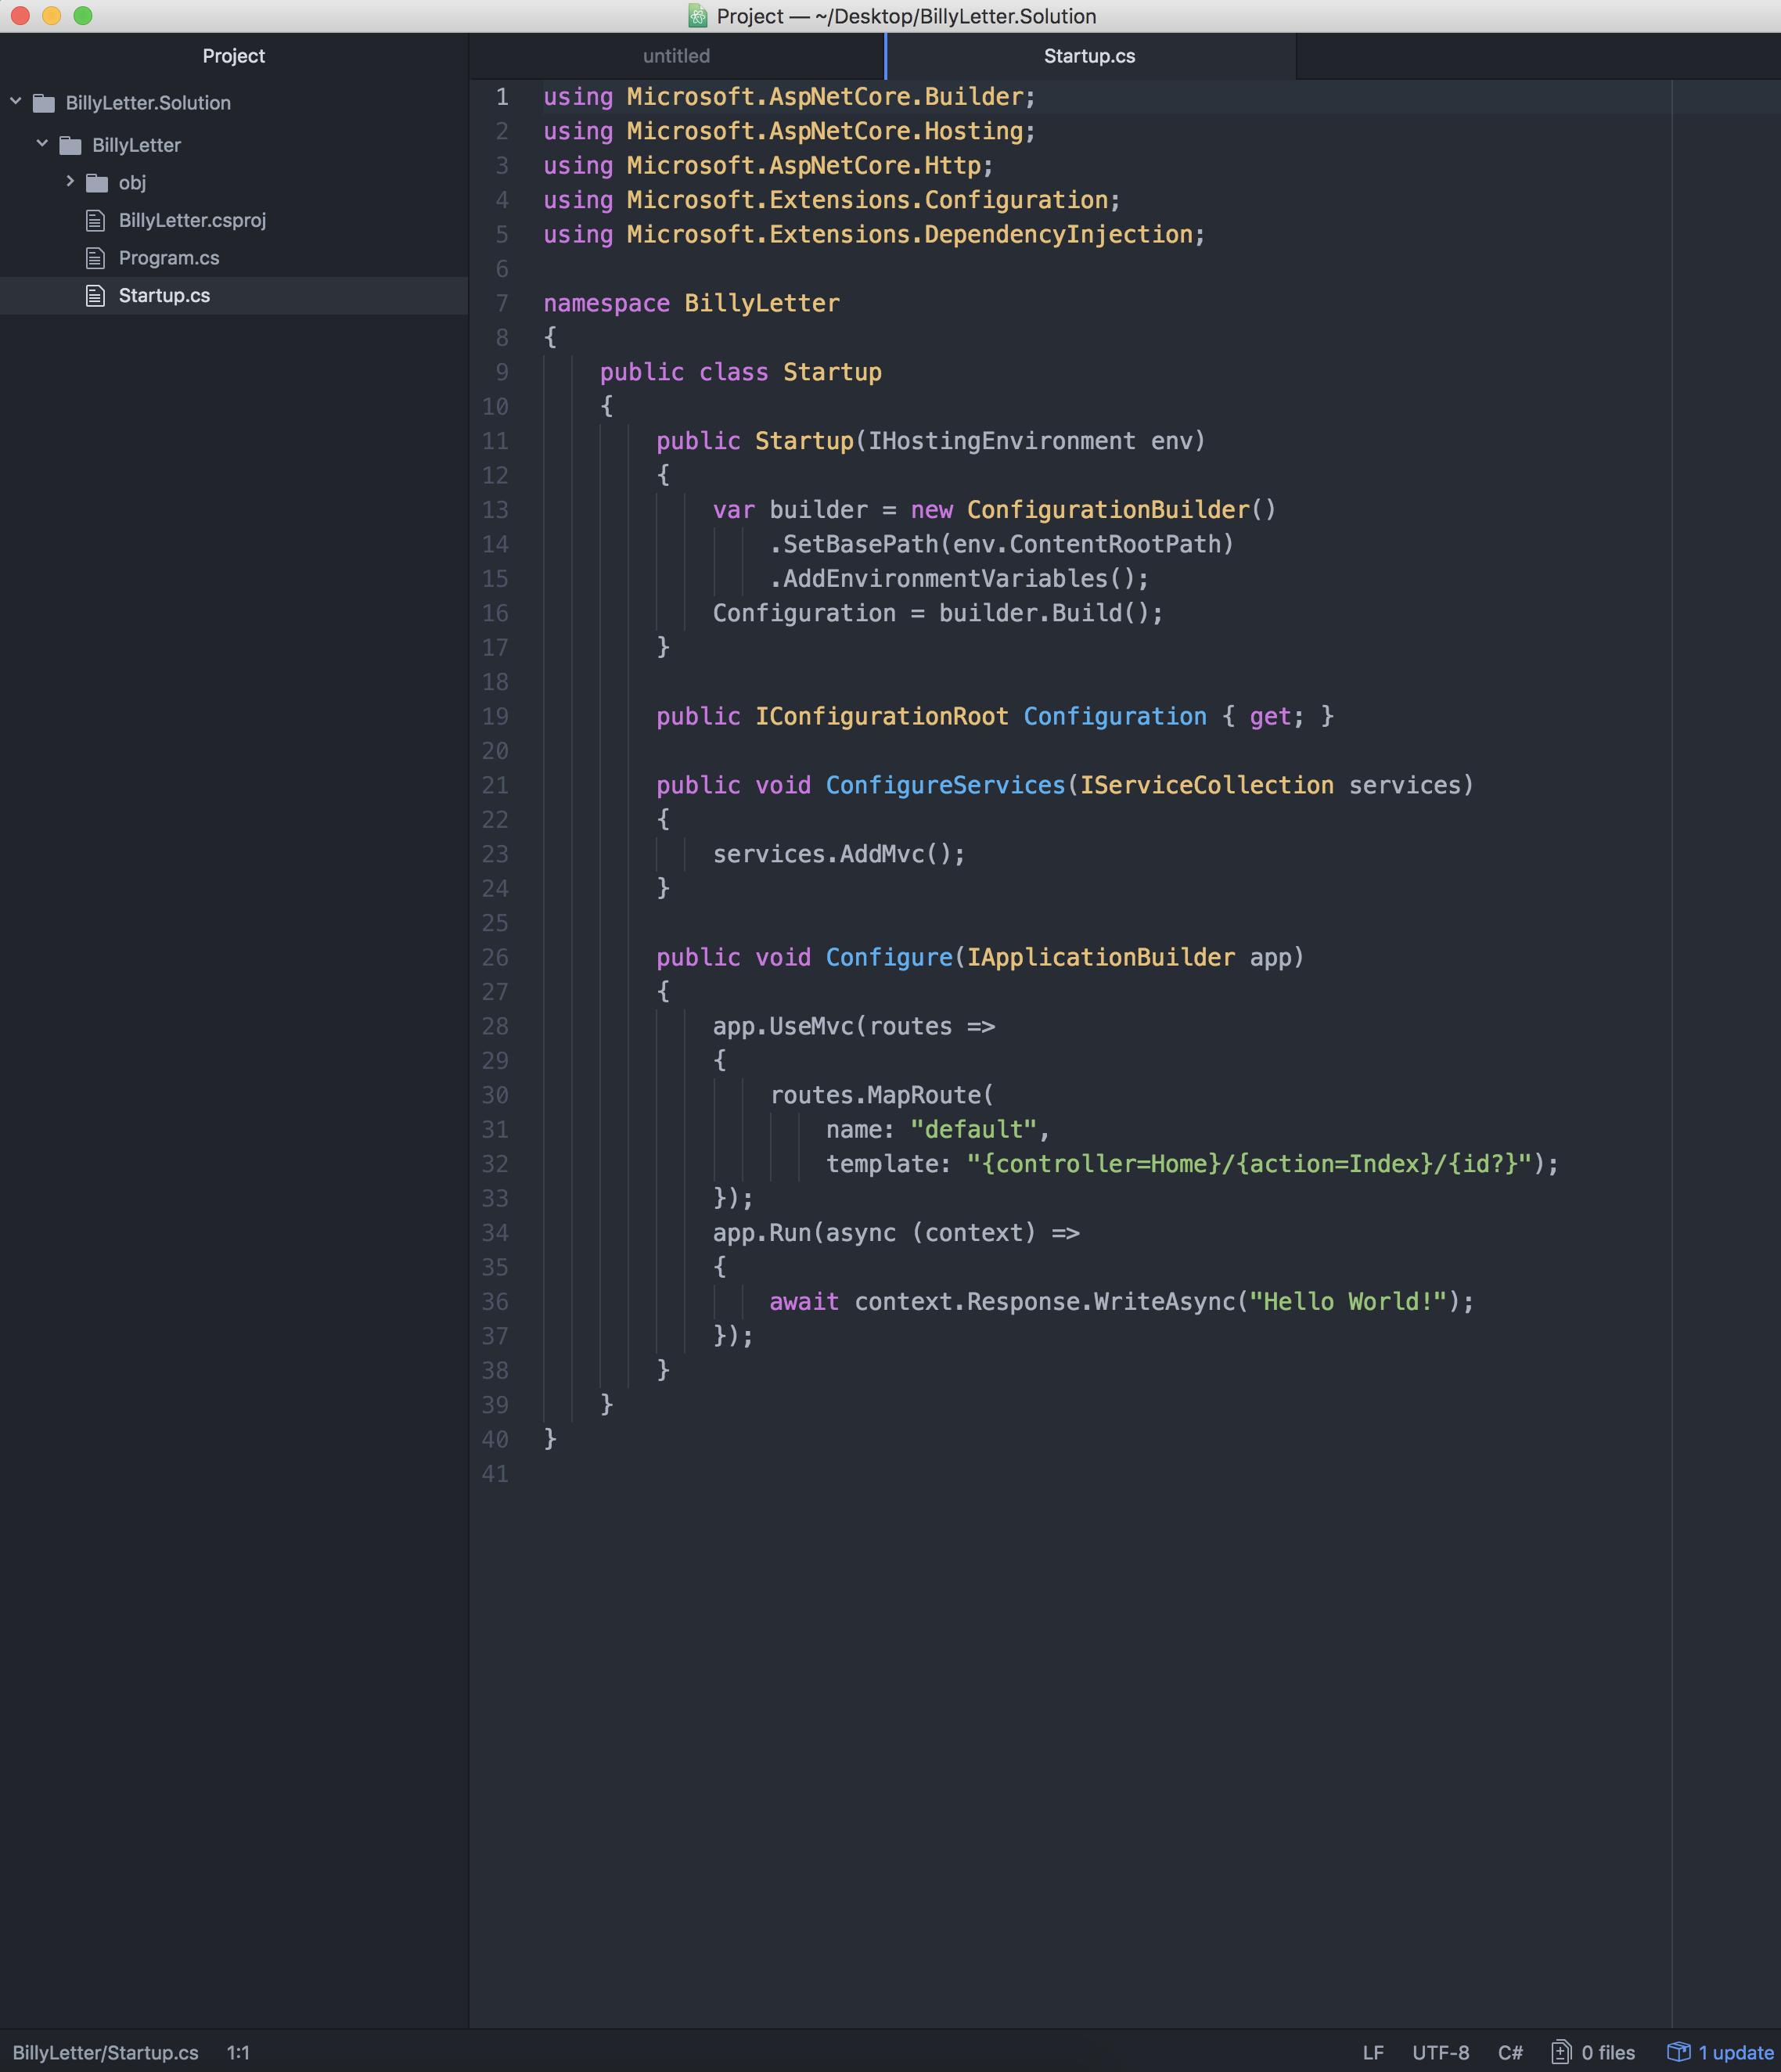 Project — ~/Desktop/BillyLetter.Solution
Project
untitled
Startup.cs
BillyLetter.Solution
BillyLetter
obj
BillyLetter.csproj
Program.cs
Startup.cs
1 using Microsoft.AspNetCore.Builder;
2 using Microsoft.AspNetCore.Hosting;
3 using Microsoft.AspNetCore.Http;
4 using Microsoft.Extensions.Configuration;
5 using Microsoft.Extensions.DependencyInjection;
6
7 namespace BillyLetter
8 {
9     public class Startup
10     {
11         public Startup(IHostingEnvironment env)
12         {
13             var builder = new ConfigurationBuilder()
14                 .SetBasePath(env.ContentRootPath)
15                 .AddEnvironmentVariables();
16             Configuration = builder.Build();
17         }
18
19         public IConfigurationRoot Configuration { get; }
20
21         public void ConfigureServices(IServiceCollection services)
22         {
23             services.AddMvc();
24         }
25
26         public void Configure(IApplicationBuilder app)
27         {
28             app.UseMvc(routes =>
29             {
30                 routes.MapRoute(
31                     name: "default",
32                     template: "{controller=Home}/{action=Index}/{id?}");
33             });
34             app.Run(async (context) =>
35             {
36                 await context.Response.WriteAsync("Hello World!");
37             });
38         }
39     }
40 }
41
BillyLetter/Startup.cs 1:1 LF UTF-8 C# 0 files 1 update